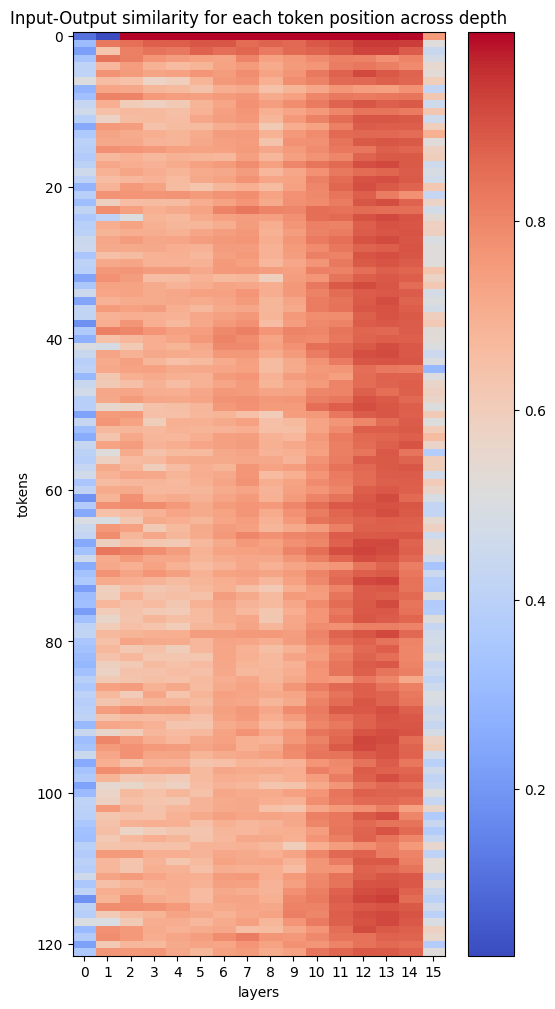 Input-Output similarity for each token position across depth
0
20
40
60
80
100
120
tokens
0 1 2 3 4 5 6 7 8 9 10 11 12 13 14 15
layers
0.8
0.6
0.4
0.2